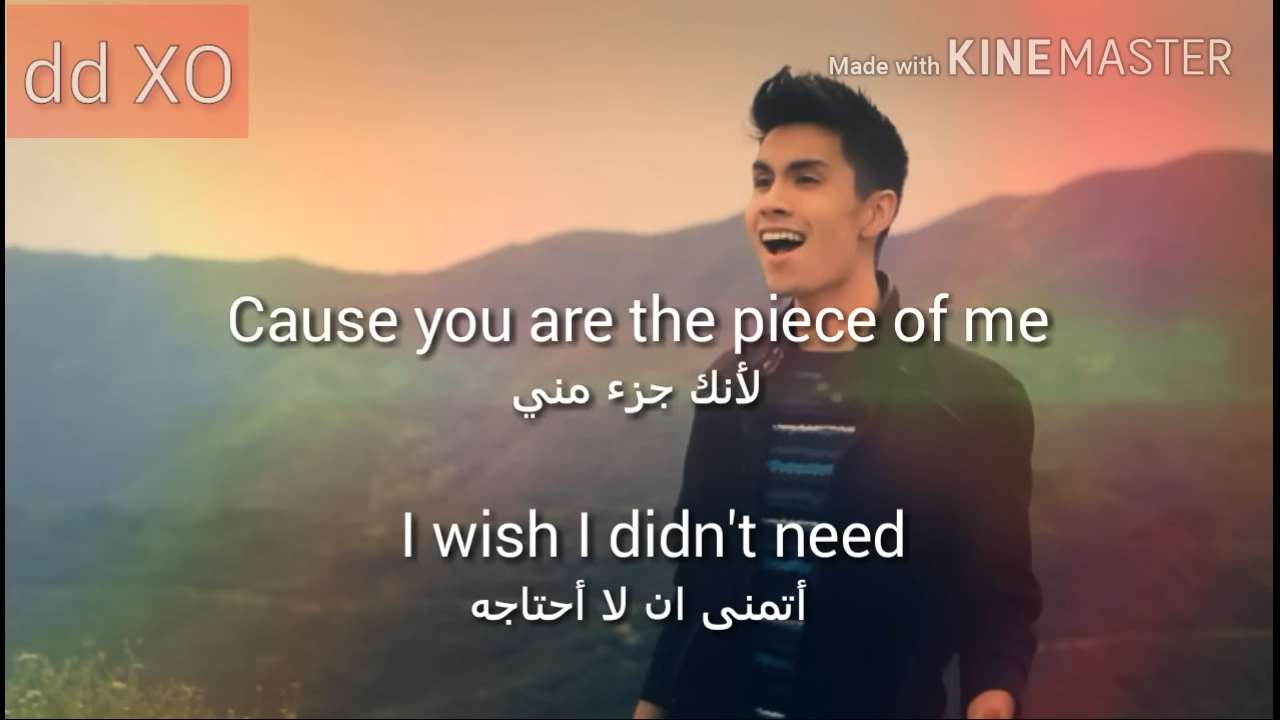 dd XO
Made with KINEMASTER
Cause you are the piece of me
لأنك جزء مني
I wish I didn't need
أتمنى ان لا أحتاجه